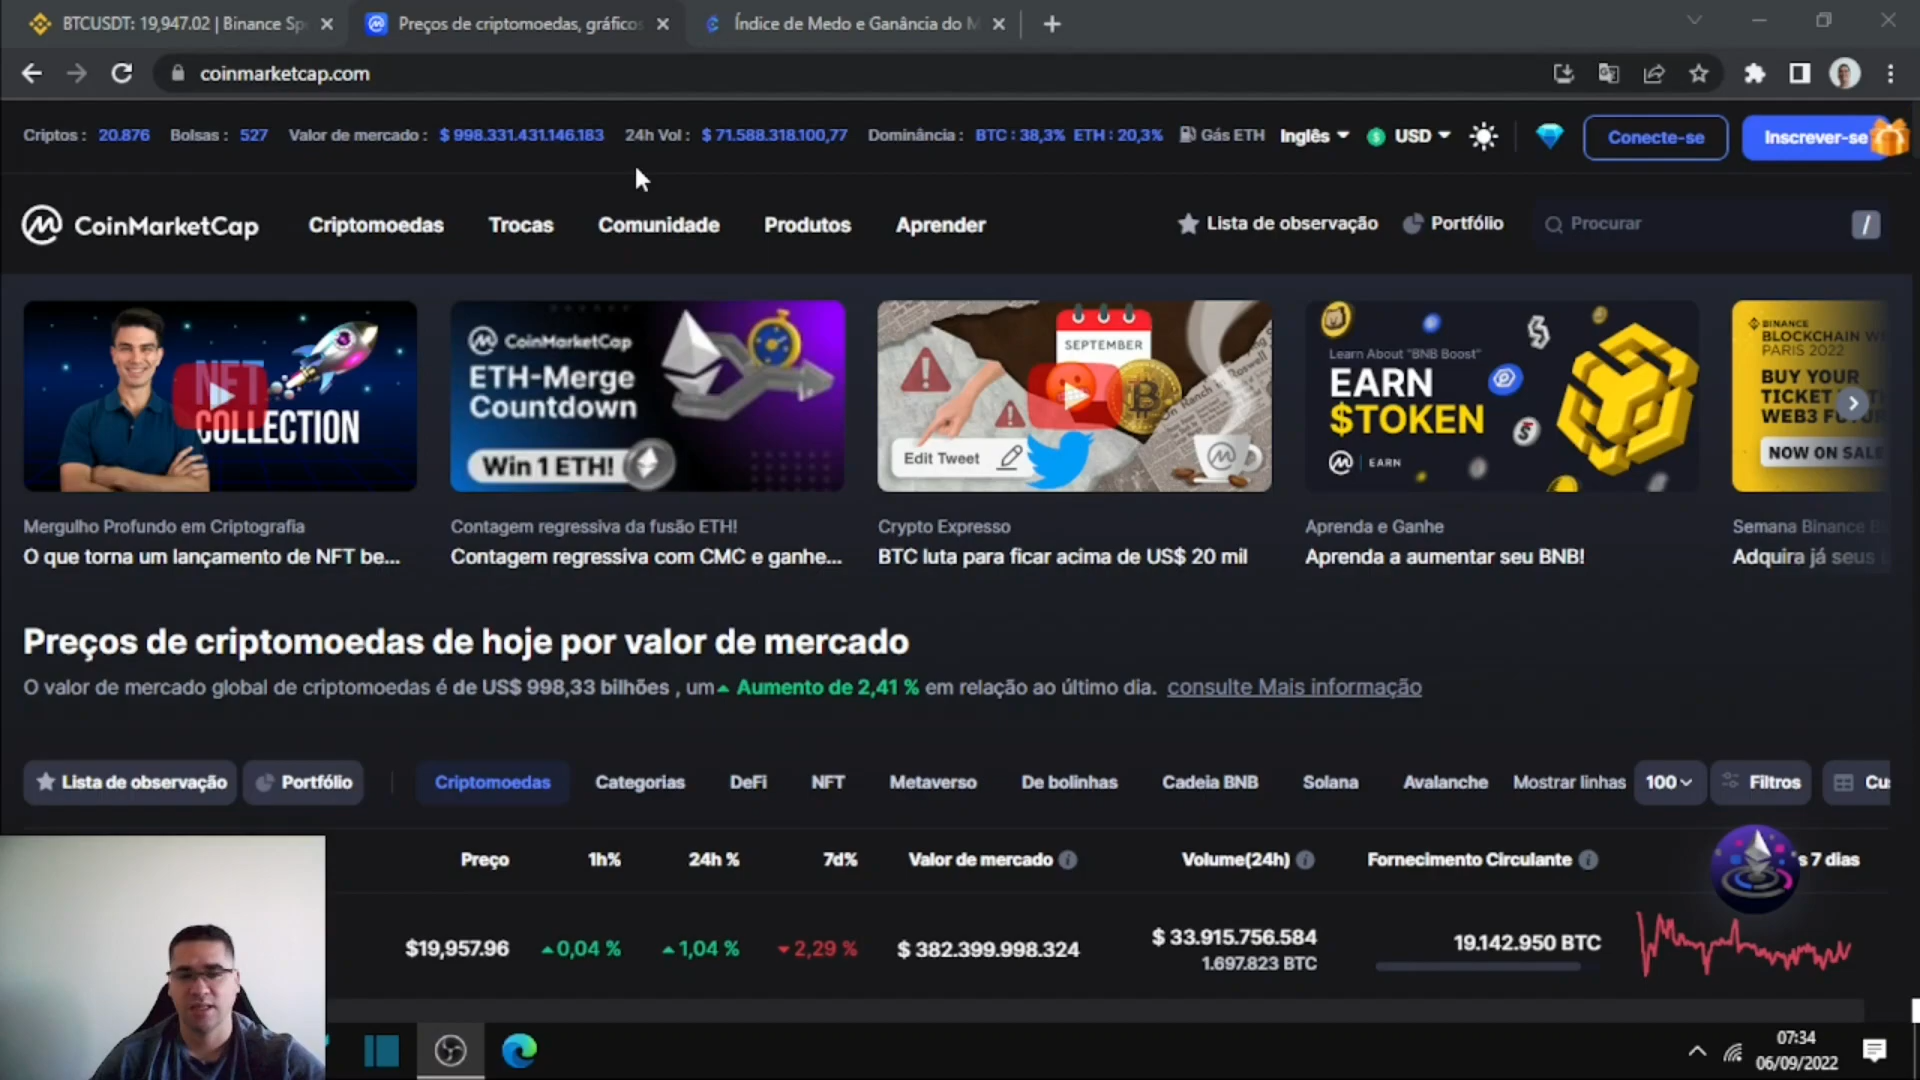 BTCUSDT: 19,947.02 | Binance Sp
Preços de criptomoedas, gráficos
Índice de Medo e Ganância do M
coinmarketcap.com
Criptos : 20.876 Bolsas : 527 Valor de mercado : $ 998.331.431.146.183 24h Vol : $ 71.588.318.100,77 Dominância : BTC : 38,3% ETH : 20,3% Gás ETH Inglês USD Conecte-se Inscrever-se
CoinMarketCap Criptomoedas Trocas Comunidade Produtos Aprender Lista de observação Portfólio Procurar /
NFT
COLLECTION
CoinMarketCap
ETH-Merge
Countdown
Win 1 ETH!
SEPTEMBER
Edit Tweet
Learn About "BNB Boost"
EARN
$TOKEN
EARN
BINANCE
BLOCKCHAIN W
PARIS 2022
BUY YOUR
TICKET
WEB3 FU
NOW ON SALE
Mergulho Profundo em Criptografia
O que torna um lançamento de NFT be...
Contagem regressiva da fusão ETH!
Contagem regressiva com CMC e ganhe...
Crypto Expresso
BTC luta para ficar acima de US$ 20 mil
Aprenda e Ganhe
Aprenda a aumentar seu BNB!
Semana Binance B
Adquira já seus
Preços de criptomoedas de hoje por valor de mercado
O valor de mercado global de criptomoedas é de US$ 998,33 bilhões , um Aumento de 2,41 % em relação ao último dia. consulte Mais informação
Lista de observação Portfólio Criptomoedas Categorias DeFi NFT Metaverso De bolinhas Cadeia BNB Solana Avalanche Mostrar linhas 100 Filtros Cus
Preço 1h% 24h % 7d% Valor de mercado Volume(24h) Fornecimento Circulante s 7 dias
$19,957.96 0,04 % 1,04 % 2,29 % $ 382.399.998.324 $ 33.915.756.584 19.142.950 BTC
1.697.823 BTC
07:34
06/09/2022